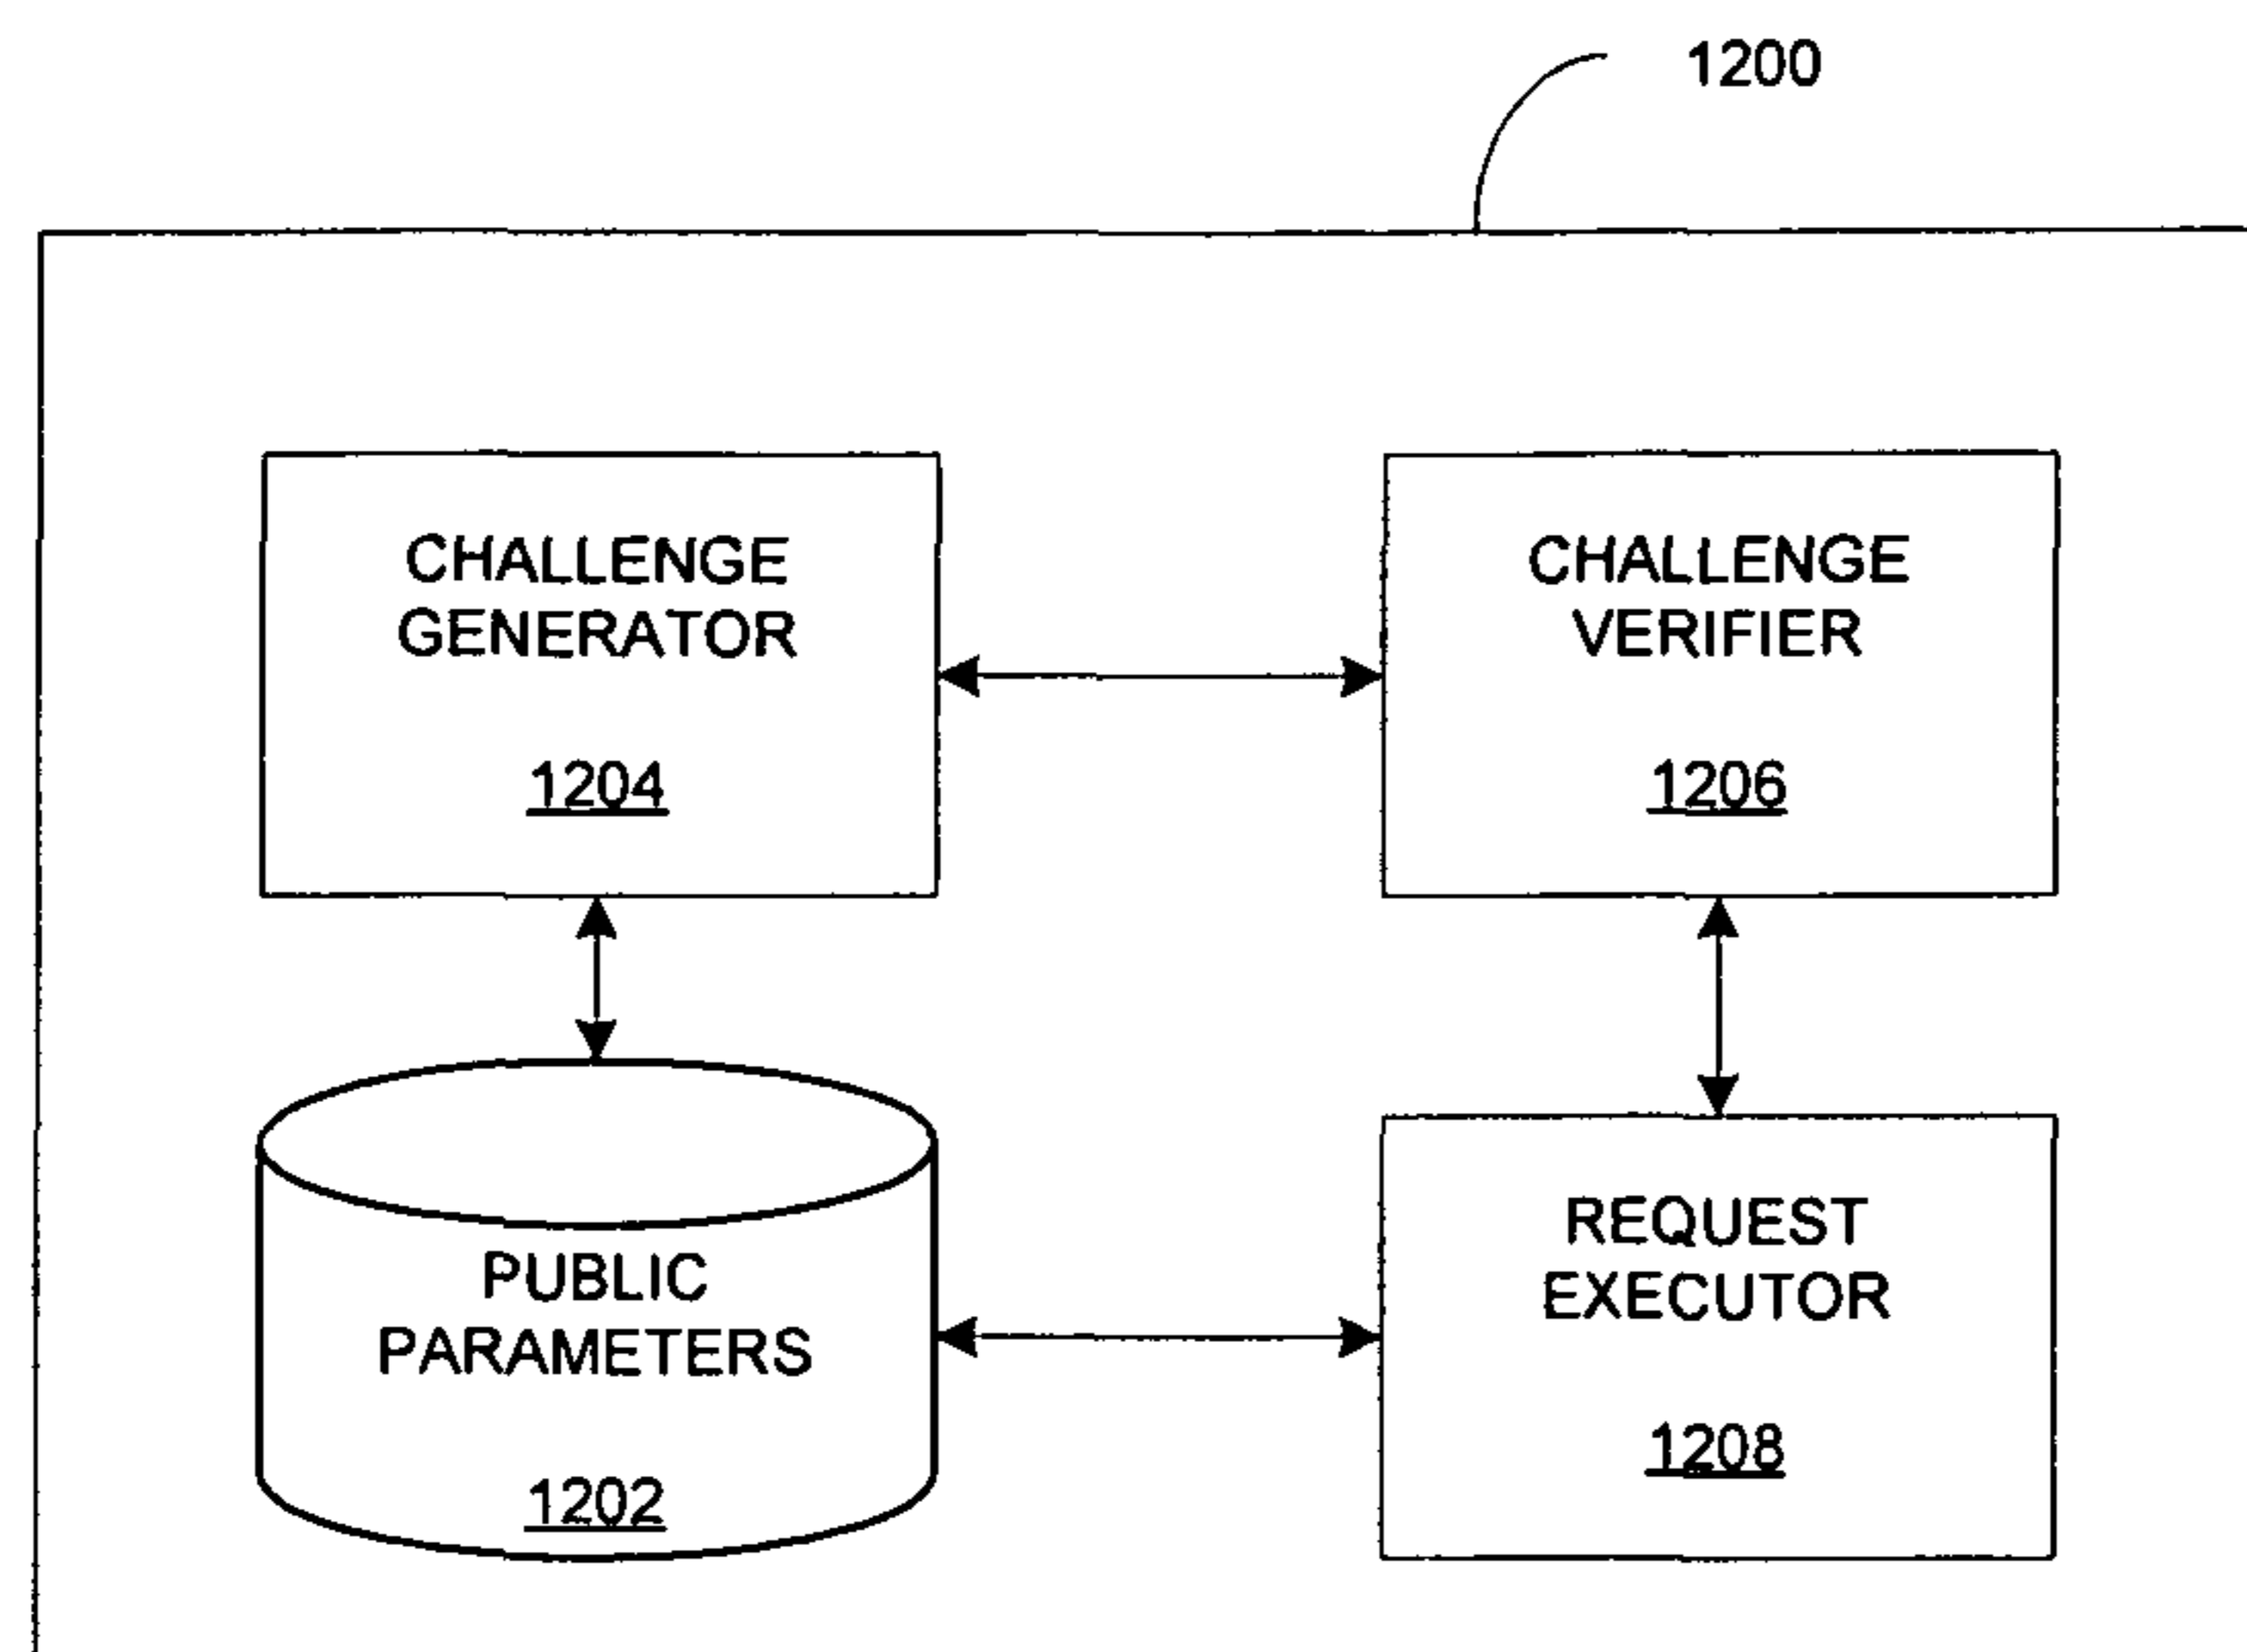 1200
CHALLENGE
GENERATOR
1204
CHALLENGE
VERIFIER
1206
PUBLIC
PARAMETERS
1202
REQUEST
EXECUTOR
1208